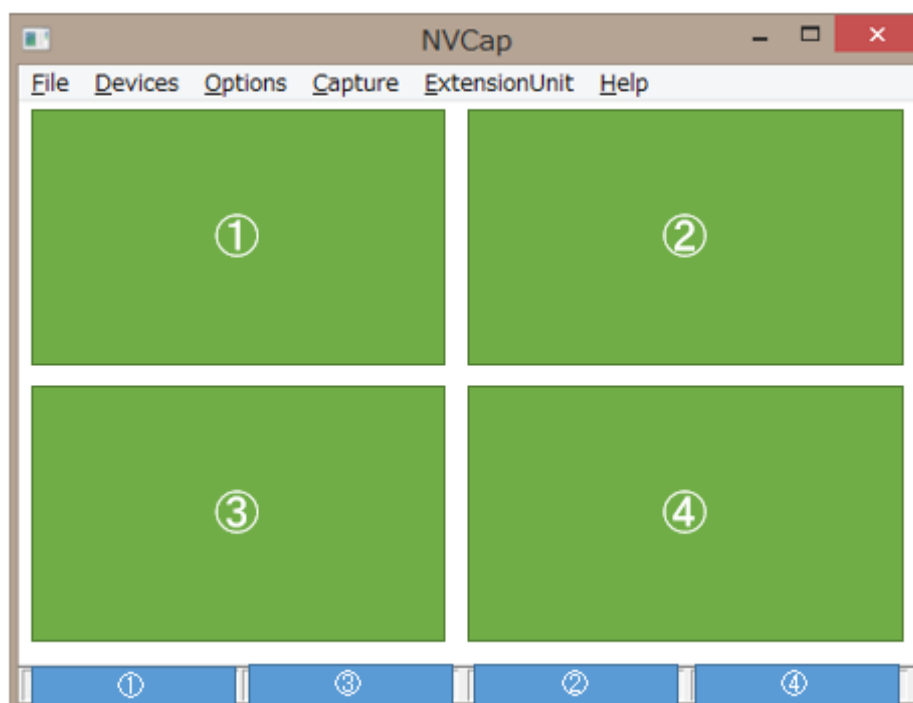 NVCap
File Devices Options Capture ExtensionUnit Help
① ②
③ ④
① ③ ② ④